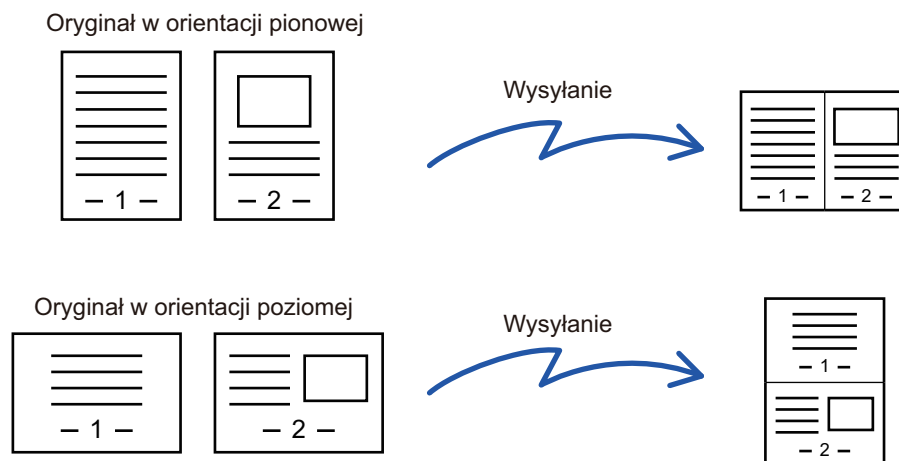 Oryginał w orientacji pionowej
Wysyłanie
– 1 –
– 2 –
– 1 –
– 2 –
Oryginał w orientacji poziomej
Wysyłanie
– 1 –
– 2 –
– 1 –
– 2 –